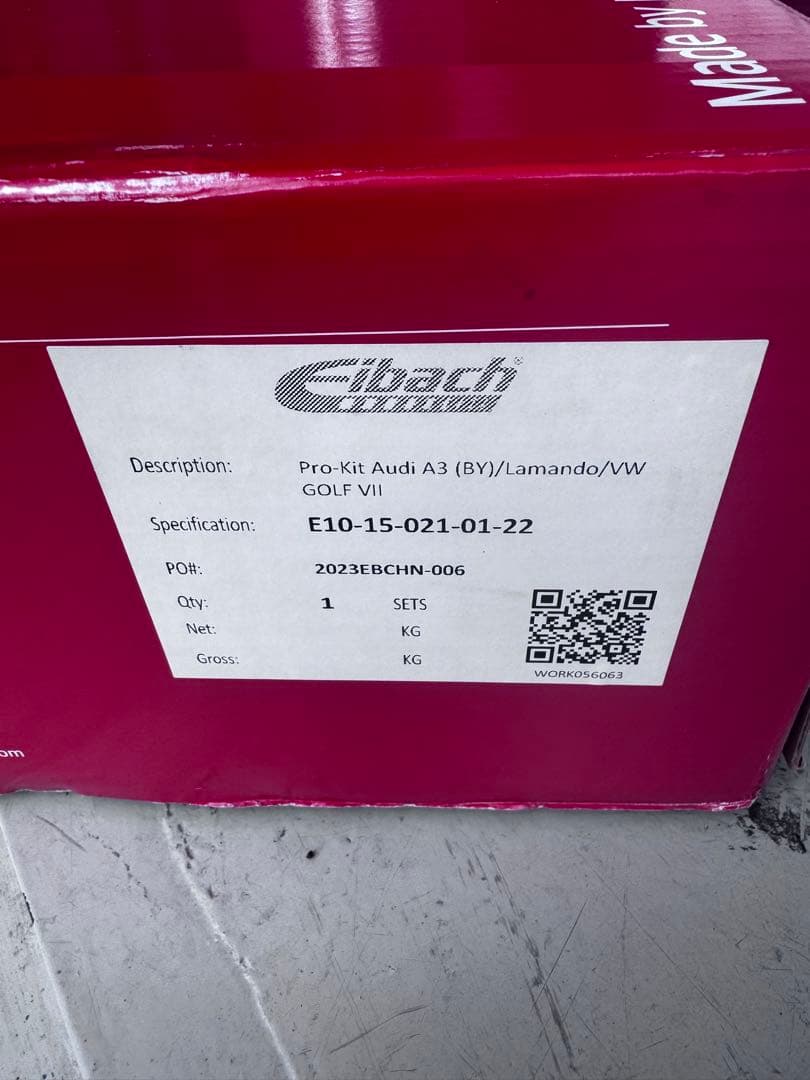 Made by
Eibach
Description: Pro-Kit Audi A3 (BY)/Lamando/VW
GOLF VII
Specification: E10-15-021-01-22
PO#: 2023EBCHN-006
Qty: 1 SETS
Net: KG
Gross: KG
WORK056063
om